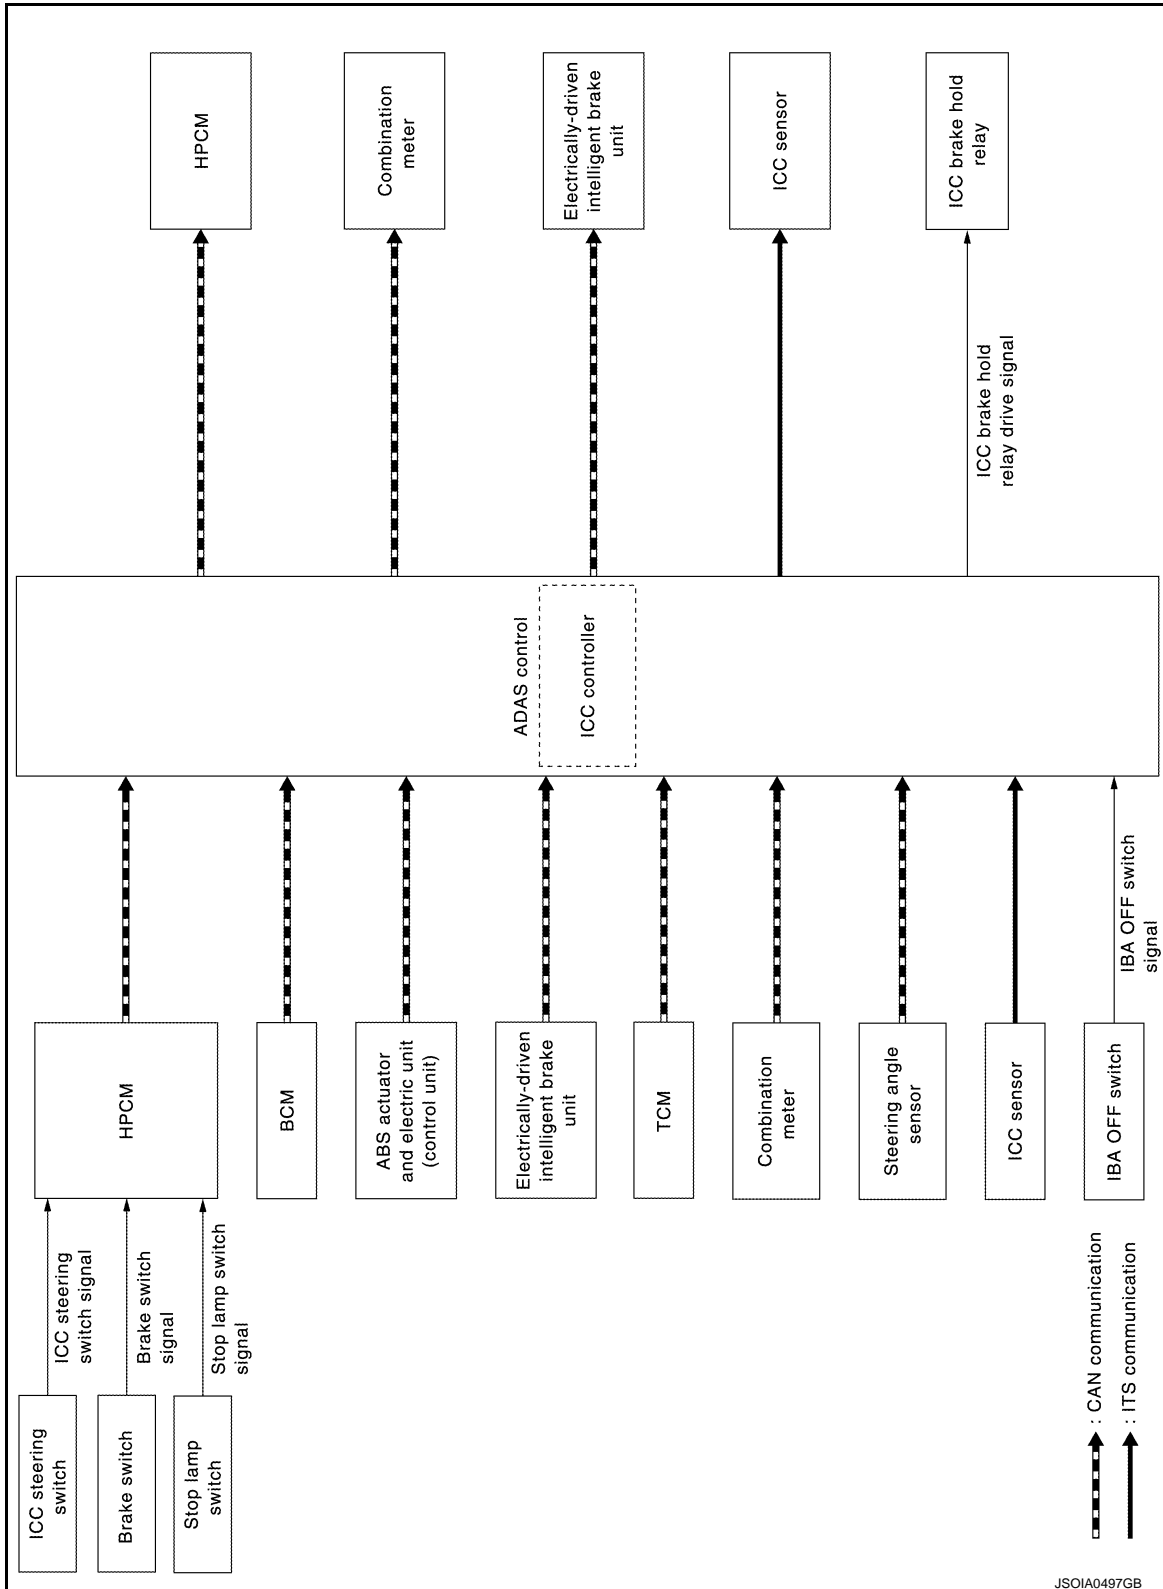 ICC steering
switch
Brake switch
Stop lamp
switch
ICC steering
switch signal
Brake switch
signal
Stop lamp switch
signal
HPCM
BCM
ABS actuator
and electric unit
(control unit)
Electrically-driven
intelligent brake
unit
TCM
Combination
meter
Steering angle
sensor
ICC sensor
IBA OFF switch
IBA OFF switch
signal
ADAS control
ICC controller
HPCM
Combination
meter
Electrically-driven
intelligent brake
unit
ICC sensor
ICC brake hold
relay
ICC brake hold
relay drive signal
: CAN communication
: ITS communication
JSOIA0497GB